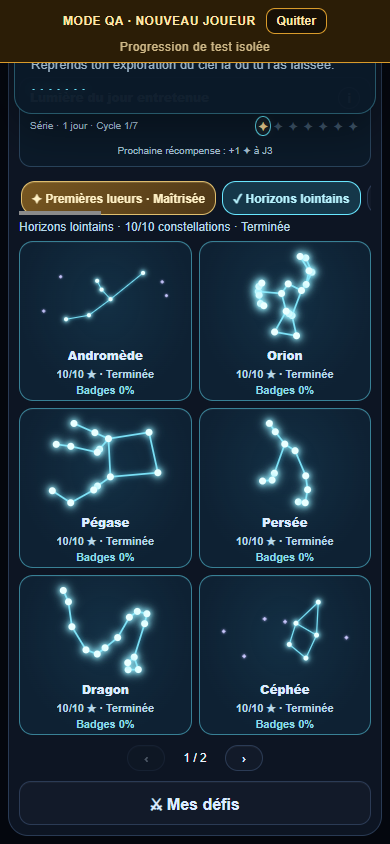 MODE QA · NOUVEAU JOUEUR Quitter
Progression de test isolée
Reprends ton exploration du ciel là où tu l'as laissée.
Lumière du jour entretenue
Série · 1 jour · Cycle 1/7
Prochaine récompense : +1 ✦ à J3
✦ Premières lueurs · Maîtrisée ✓ Horizons lointains
Horizons lointains · 10/10 constellations · Terminée
Andromède Orion
10/10 ★ · Terminée 10/10 ★ · Terminée
Badges 0% Badges 0%
Pégase Persée
10/10 ★ · Terminée 10/10 ★ · Terminée
Badges 0% Badges 0%
Dragon Céphée
10/10 ★ · Terminée 10/10 ★ · Terminée
Badges 0% Badges 0%
‹ 1 / 2 ›
⚔ Mes défis